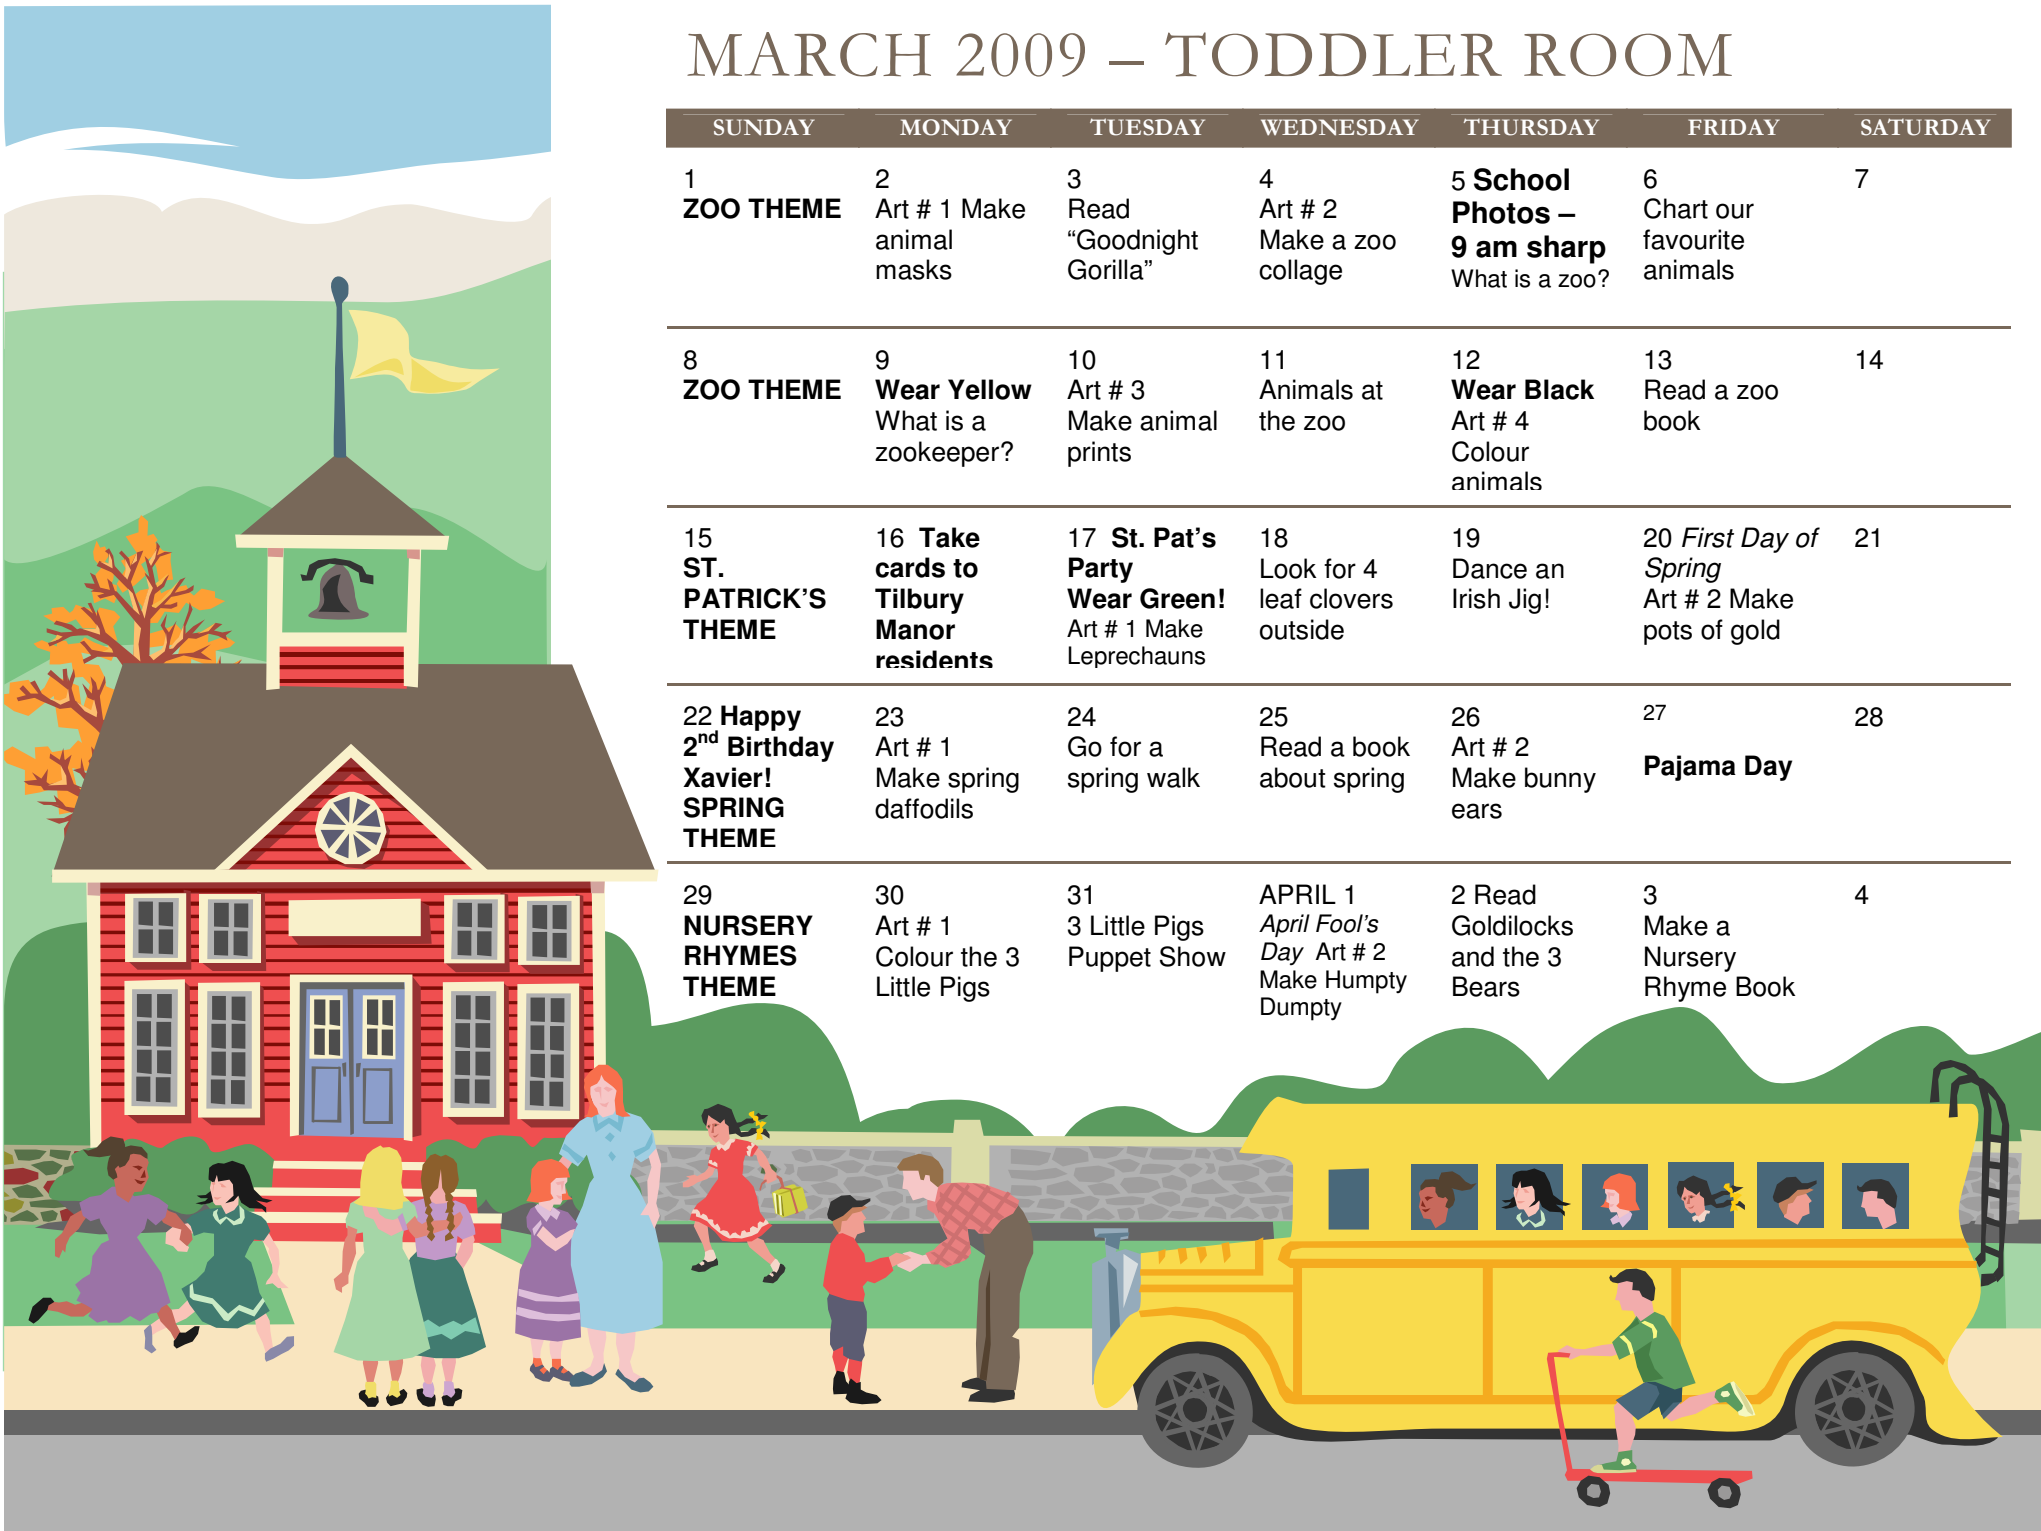 MARCH 2009 – TODDLER ROOM
SUNDAY MONDAY TUESDAY WEDNESDAY THURSDAY FRIDAY SATURDAY
1
ZOO THEME
2
Art # 1 Make
animal
masks
3
Read
“Goodnight
Gorilla”
4
Art # 2
Make a zoo
collage
5 School
Photos –
9 am sharp
What is a zoo?
6
Chart our
favourite
animals
7
8
ZOO THEME
9
Wear Yellow
What is a
zookeeper?
10
Art # 3
Make animal
prints
11
Animals at
the zoo
12
Wear Black
Art # 4
Colour
animals
13
Read a zoo
book
14
15
ST.
PATRICK’S
THEME
16 Take
cards to
Tilbury
Manor
residents
17 St. Pat’s
Party
Wear Green!
Art # 1 Make
Leprechauns
18
Look for 4
leaf clovers
outside
19
Dance an
Irish Jig!
20 First Day of
Spring
Art # 2 Make
pots of gold
21
22 Happy
2nd Birthday
Xavier!
SPRING
THEME
23
Art # 1
Make spring
daffodils
24
Go for a
spring walk
25
Read a book
about spring
26
Art # 2
Make bunny
ears
27
Pajama Day
28
29
NURSERY
RHYMES
THEME
30
Art # 1
Colour the 3
Little Pigs
31
3 Little Pigs
Puppet Show
APRIL 1
April Fool’s
Day Art # 2
Make Humpty
Dumpty
2 Read
Goldilocks
and the 3
Bears
3
Make a
Nursery
Rhyme Book
4